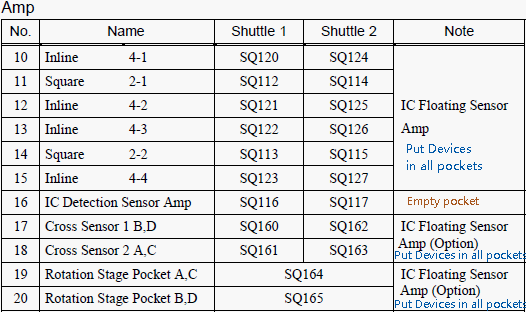 Amp
No. Name Shuttle 1 Shuttle 2 Note
10 Inline 4-1 SQ120 SQ124
11 Square 2-1 SQ112 SQ114
12 Inline 4-2 SQ121 SQ125 IC Floating Sensor
13 Inline 4-3 SQ122 SQ126 Amp
14 Square 2-2 SQ113 SQ115 Put Devices
15 Inline 4-4 SQ123 SQ127 in all pockets
16 IC Detection Sensor Amp SQ116 SQ117 Empty pocket
17 Cross Sensor 1 B,D SQ160 SQ162 IC Floating Sensor
18 Cross Sensor 2 A,C SQ161 SQ163 Amp (Option)
Put Devices in all pockets
19 Rotation Stage Pocket A,C SQ164 IC Floating Sensor
20 Rotation Stage Pocket B,D SQ165 Amp (Option)
Put Devices in all pockets